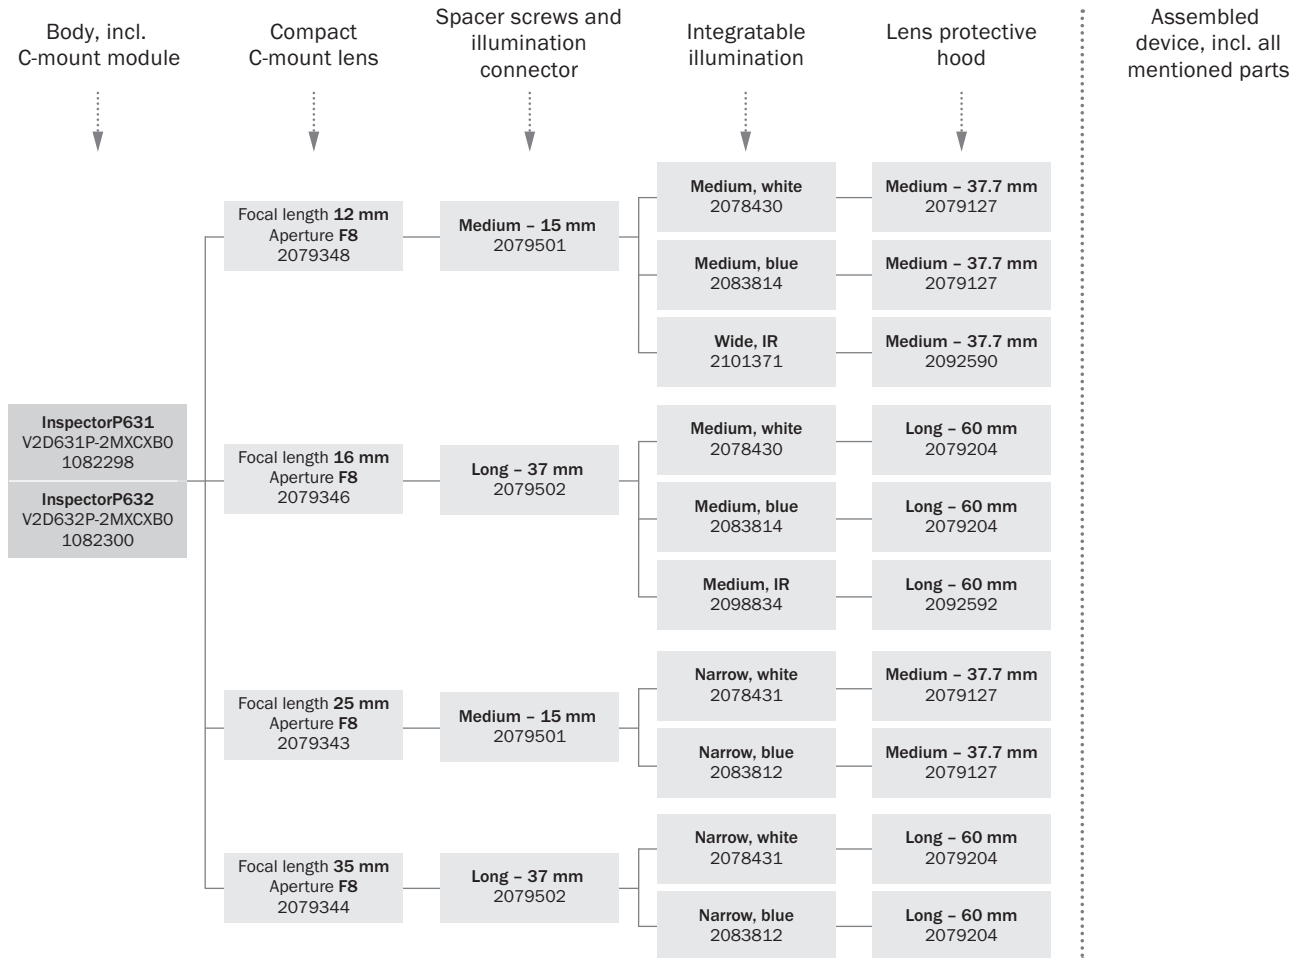 Body, incl.
C-mount module
Compact
C-mount lens
Spacer screws and
illumination
connector
Integratable
illumination
Lens protective
hood
Assembled
device, incl. all
mentioned parts
InspectorP631
V2D631P-2MXCXB0
1082298
InspectorP632
V2D632P-2MXCXB0
1082300
Focal length 12 mm
Aperture F8
2079348
Medium – 15 mm
2079501
Medium, white
2078430
Medium – 37.7 mm
2079127
Medium, blue
2083814
Medium – 37.7 mm
2079127
Wide, IR
2101371
Medium – 37.7 mm
2092590
Focal length 16 mm
Aperture F8
2079346
Long – 37 mm
2079502
Medium, white
2078430
Long – 60 mm
2079204
Medium, blue
2083814
Long – 60 mm
2079204
Medium, IR
2098834
Long – 60 mm
2092592
Focal length 25 mm
Aperture F8
2079343
Medium – 15 mm
2079501
Narrow, white
2078431
Medium – 37.7 mm
2079127
Narrow, blue
2083812
Medium – 37.7 mm
2079127
Focal length 35 mm
Aperture F8
2079344
Long – 37 mm
2079502
Narrow, white
2078431
Long – 60 mm
2079204
Narrow, blue
2083812
Long – 60 mm
2079204